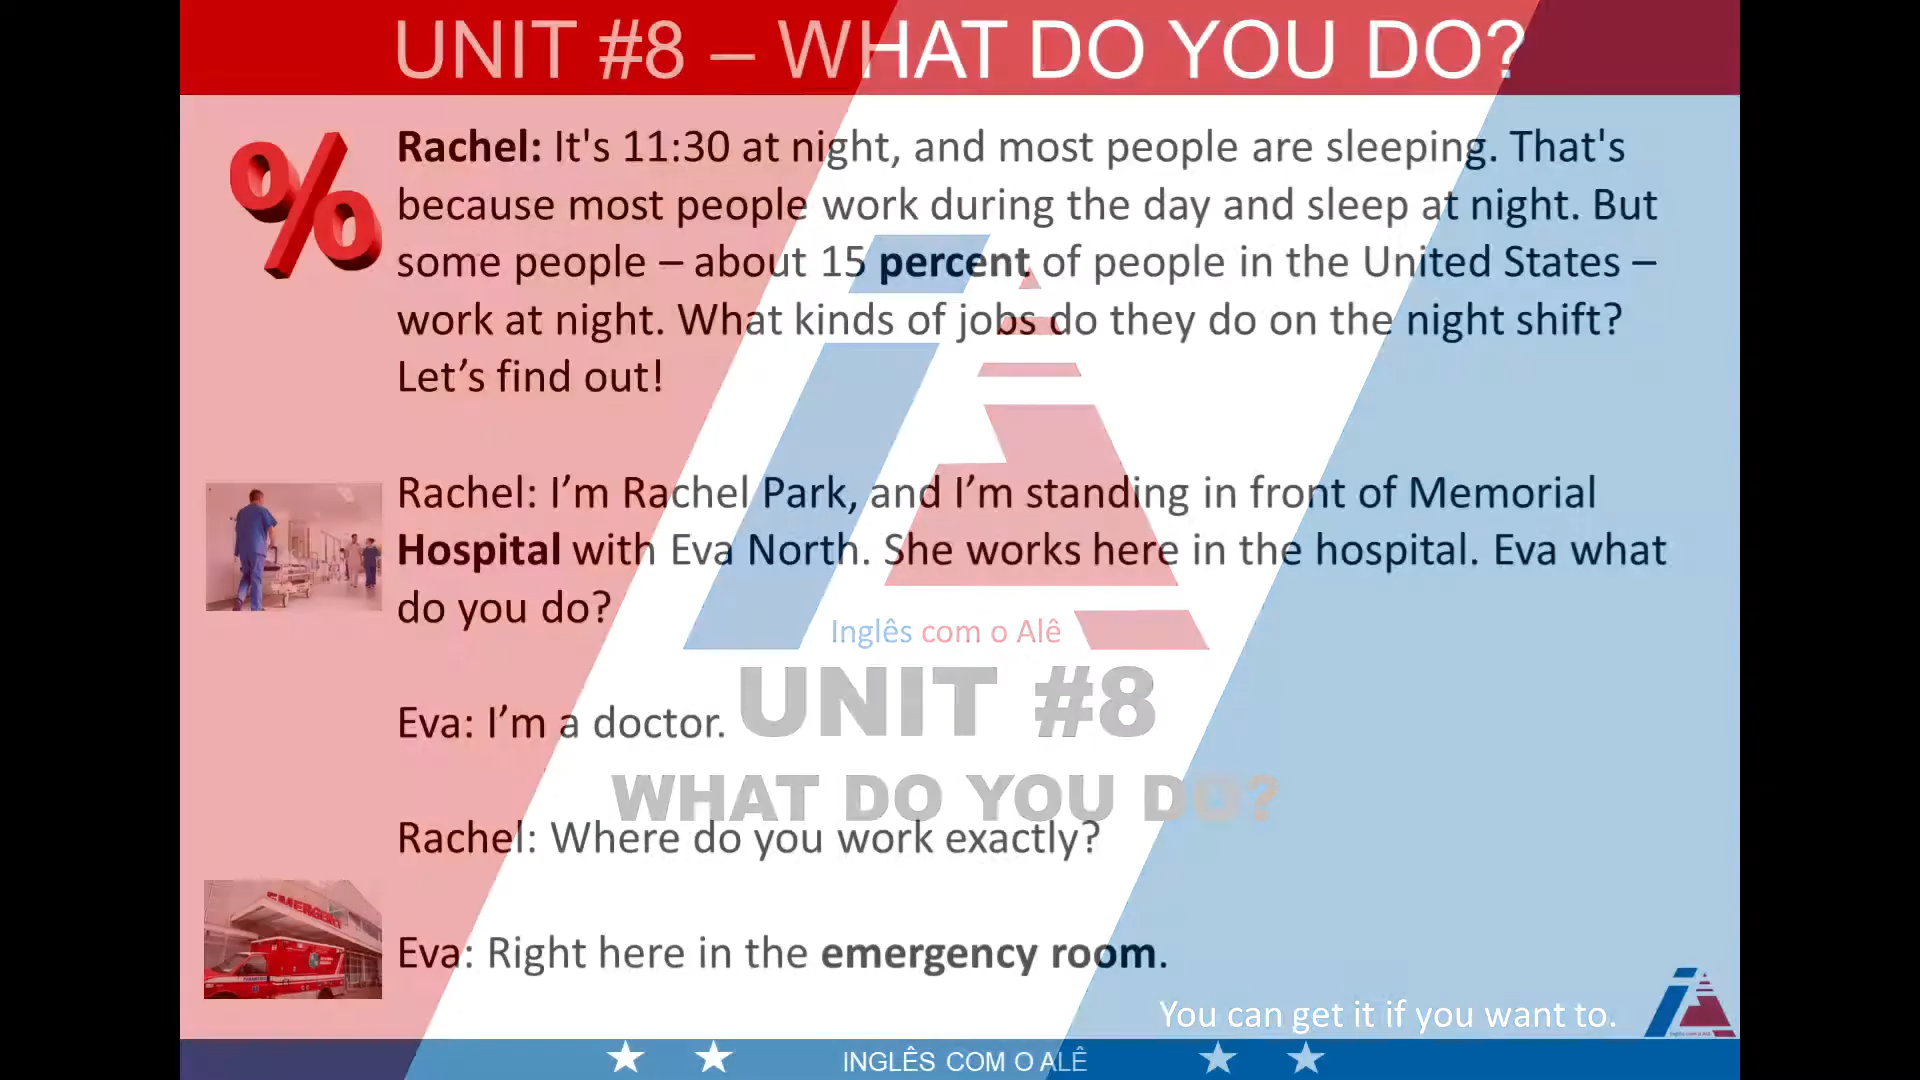 UNIT #8 – WHAT DO YOU DO?
Rachel: It's 11:30 at night, and most people are sleeping. That's
because most people work during the day and sleep at night. But
some people – about 15 percent of people in the United States –
work at night. What kinds of jobs do they do on the night shift?
Let’s find out!
Rachel: I’m Rachel Park, and I’m standing in front of Memorial
Hospital with Eva North. She works here in the hospital. Eva what
do you do?
Inglês com o Alê
UNIT #8
Eva: I’m a doctor.
WHAT DO YOU DO?
Rachel: Where do you work exactly?
EMERGENCY
Eva: Right here in the emergency room.
You can get it if you want to.
Inglês com o Alê
INGLÊS COM O ALÊ